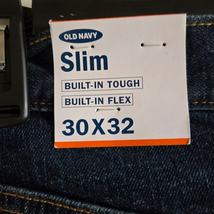 OLD NAVY
Slim
BUILT-IN TOUGH
BUILT-IN FLEX
30X32